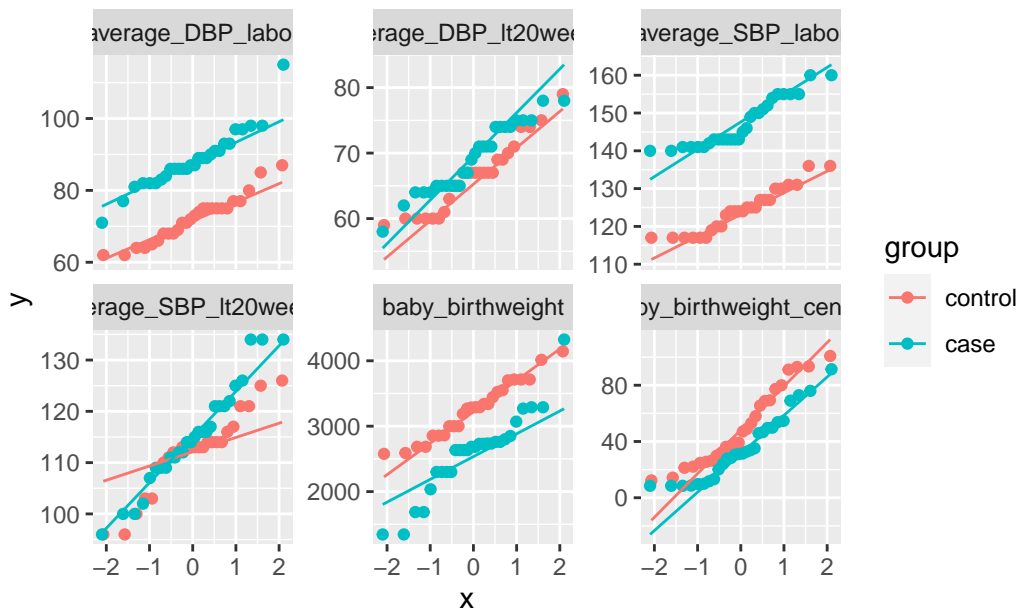 average_DBP_labo
erage_DBP_lt20wee
average_SBP_labo
100
80
60
80
70
60
160
150
140
130
120
110
erage_SBP_lt20wee
baby_birthweight
by_birthweight_cen
130
120
110
100
4000
3000
2000
80
40
0
−2 −1 0 1 2
−2 −1 0 1 2
−2 −1 0 1 2
x
y
group
control
case